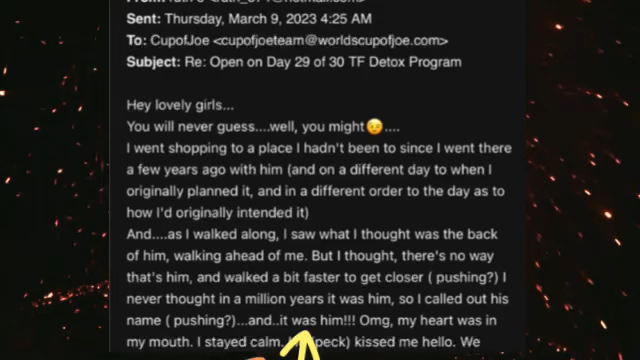 Sent: Thursday, March 9, 2023 4:25 AM
To: CupofJoe <cupofjoeteam@worldscupofjoe.com>
Subject: Re: Open on Day 29 of 30 TF Detox Program
Hey lovely girls...
You will never guess....well, you might😉....
I went shopping to a place I hadn't been to since I went there
a few years ago with him (and on a different day to when I
originally planned it, and in a different order to the day as to
how I'd originally intended it)
And....as I walked along, I saw what I thought was the back
of him, walking ahead of me. But I thought, there's no way
that's him, and walked a bit faster to get closer ( pushing?) I
never thought in a million years it was him, so I called out his
name ( pushing?)...and..it was him!!! Omg, my heart was in
my mouth. I stayed calm. peck) kissed me hello. We